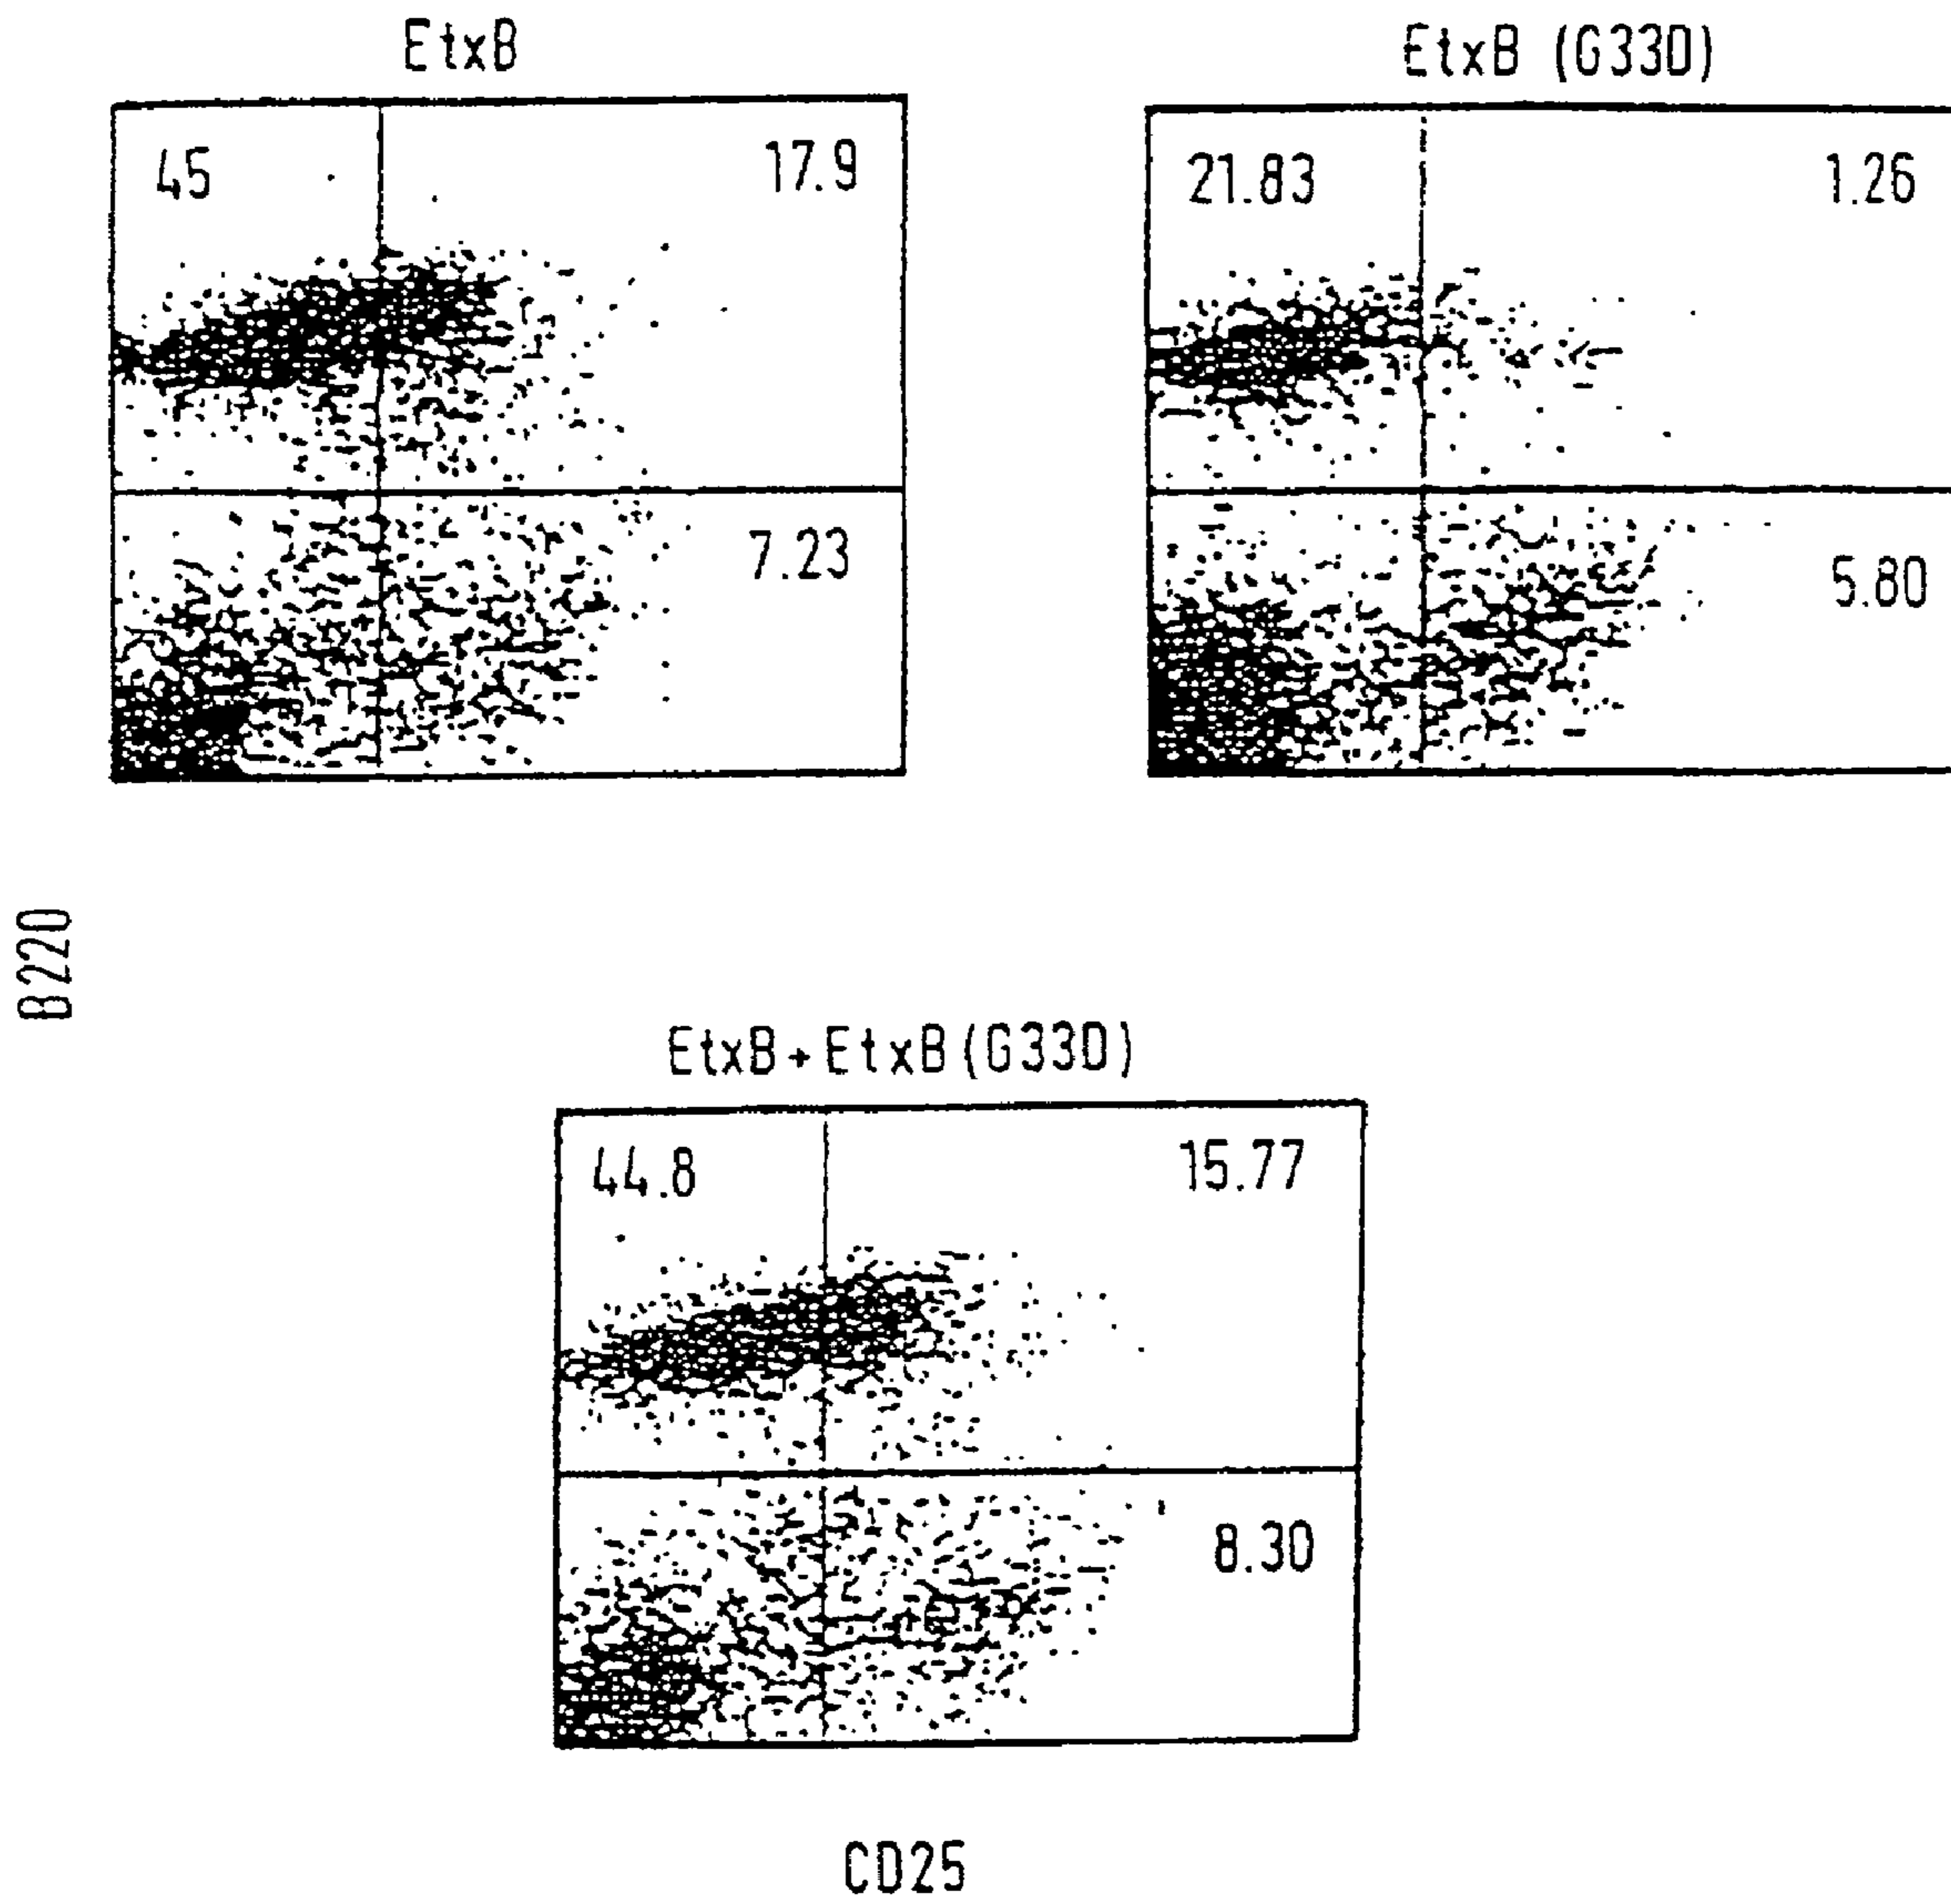 EtxB
45
17.9
7.23
EtxB (G33D)
21.83
1.26
5.80
B220
EtxB + EtxB (G33D)
44.8
15.77
8.30
CD25